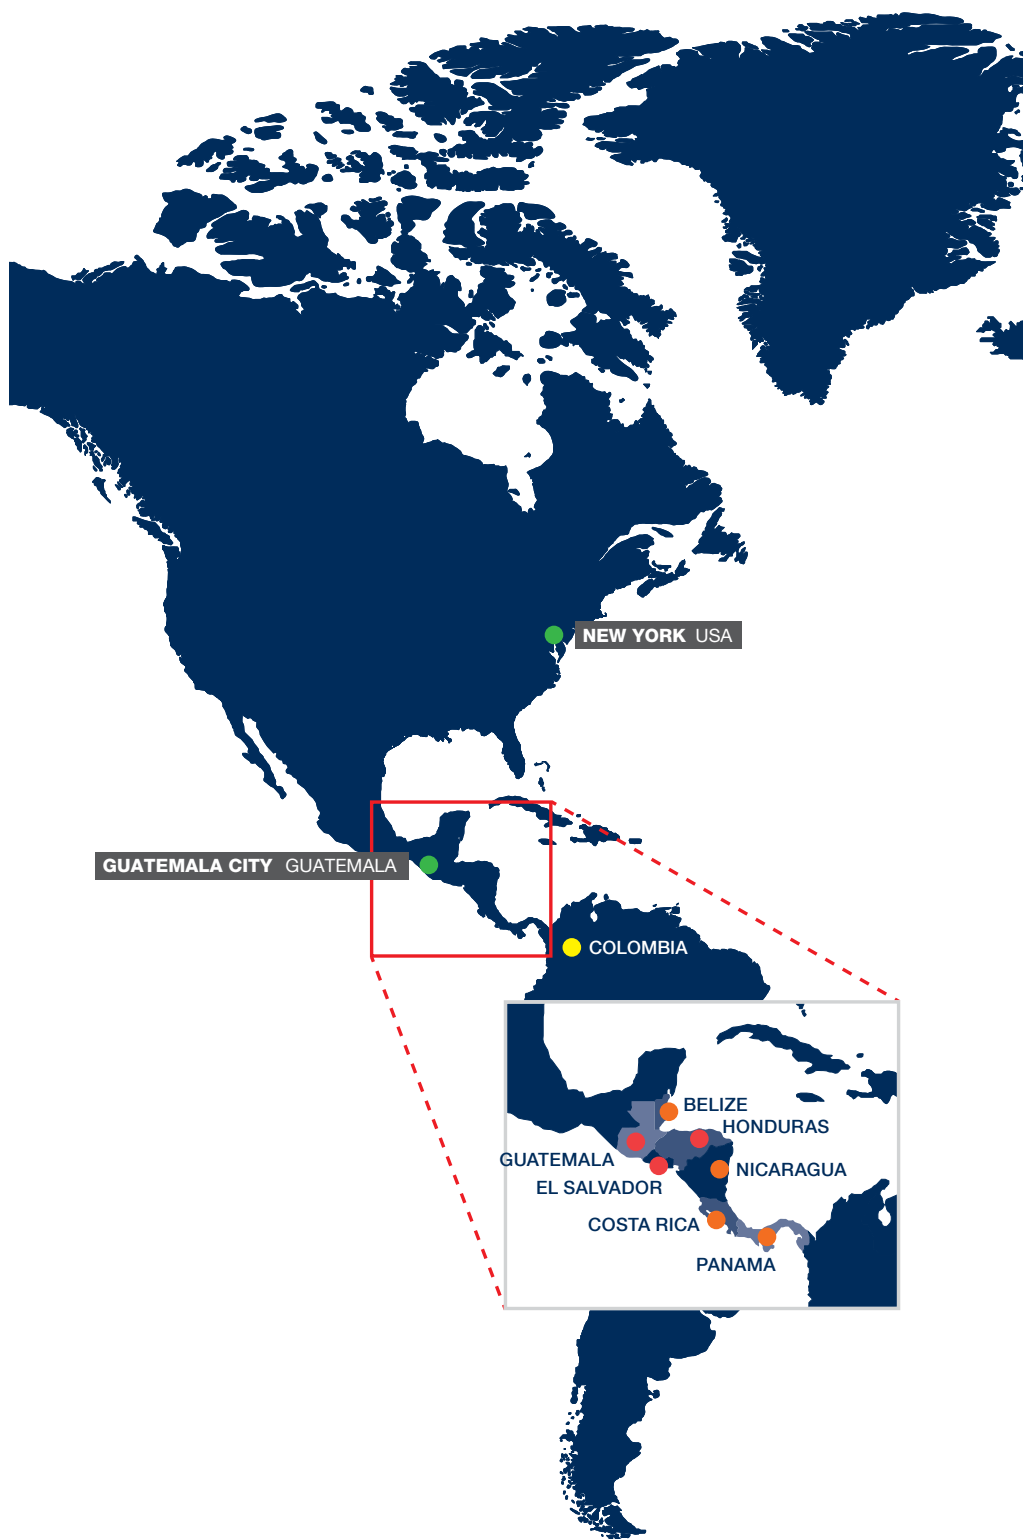 NEW YORK USA
GUATEMALA CITY GUATEMALA
COLOMBIA
BELIZE
HONDURAS
GUATEMALA
NICARAGUA
EL SALVADOR
COSTA RICA
PANAMA